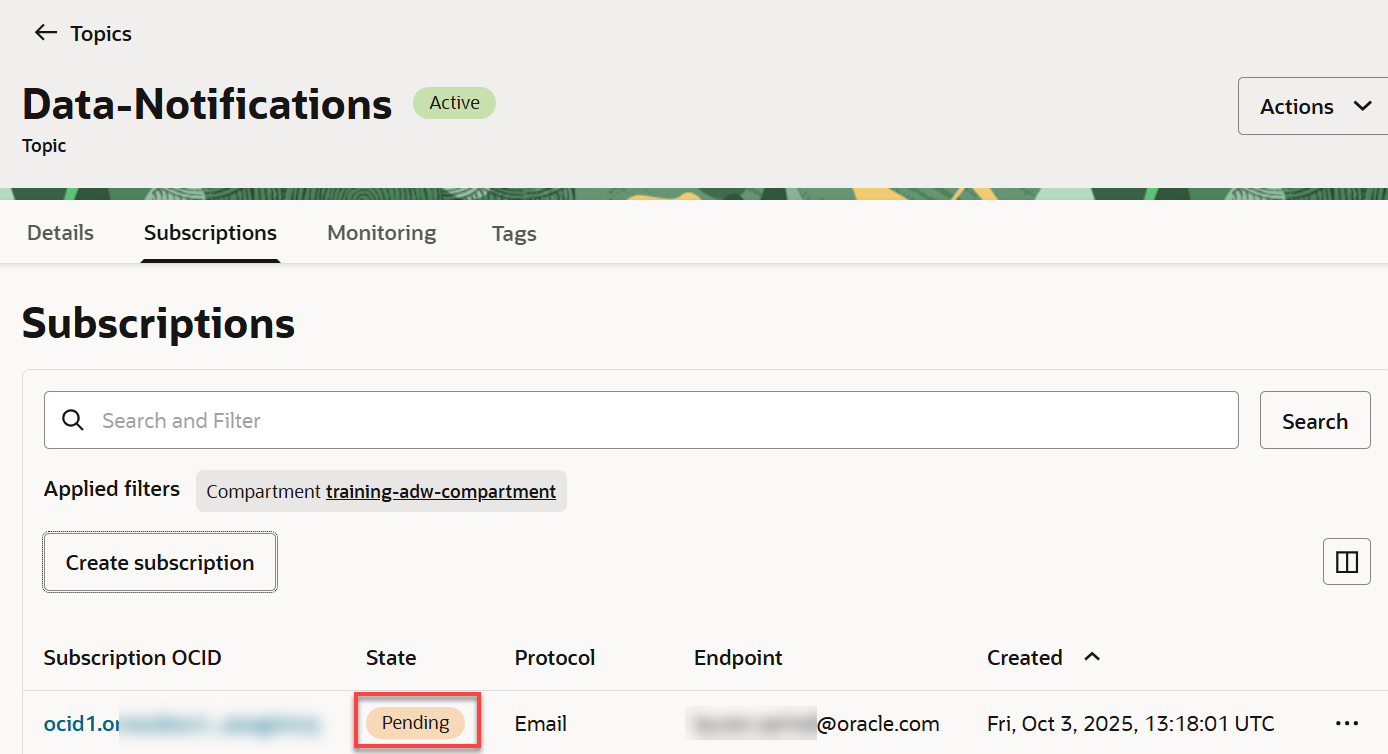 Topics
Data-Notifications Active
Topic
Actions
Details Subscriptions Monitoring Tags
Subscriptions
Search and Filter Search
Applied filters Compartment training-adw-compartment
Create subscription
Subscription OCID State Protocol Endpoint Created
ocid1.or Pending Email @oracle.com Fri, Oct 3, 2025, 13:18:01 UTC